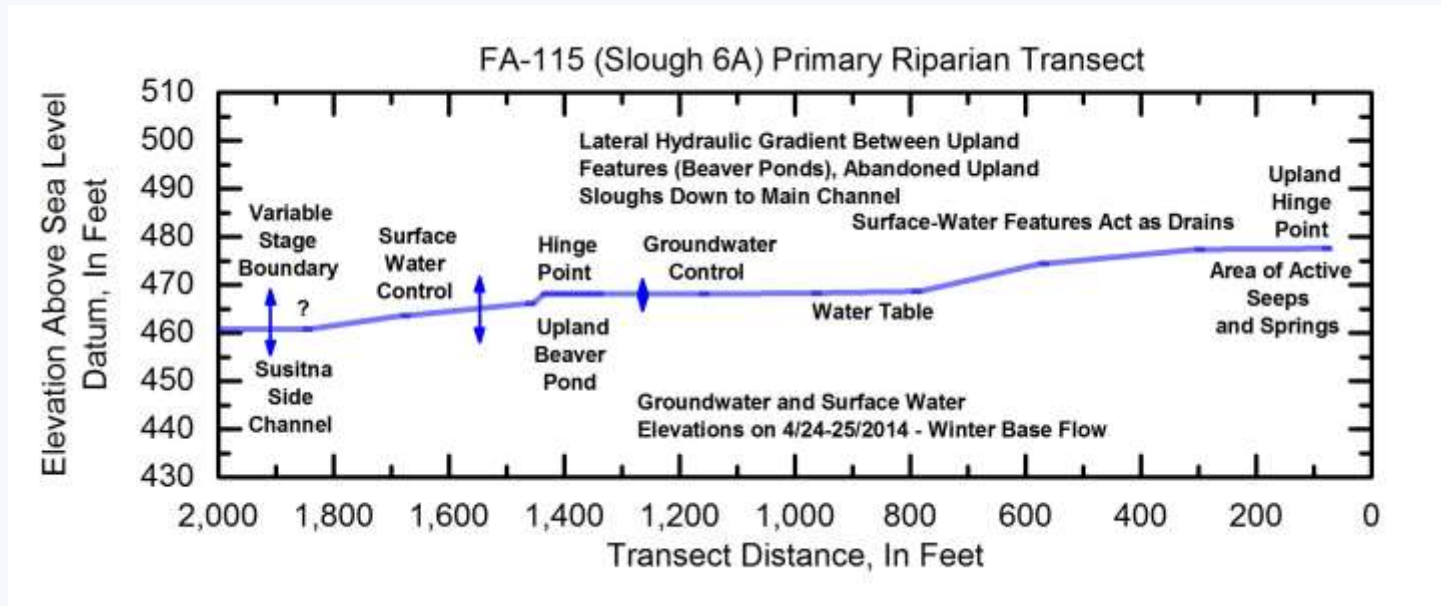 FA-115 (Slough 6A) Primary Riparian Transect
Elevation Above Sea Level
Datum, In Feet
510
500
490
480
470
460
450
440
430
Lateral Hydraulic Gradient Between Upland
Features (Beaver Ponds), Abandoned Upland
Sloughs Down to Main Channel
Variable
Stage
Boundary
?
Susitna
Side
Channel
Surface
Water
Control
Hinge
Point
Upland
Beaver
Pond
Groundwater
Control
Surface-Water Features Act as Drains
Water Table
Upland
Hinge
Point
Area of Active
Seeps
and Springs
Groundwater and Surface Water
Elevations on 4/24-25/2014 - Winter Base Flow
2,000 1,800 1,600 1,400 1,200 1,000 800 600 400 200 0
Transect Distance, In Feet